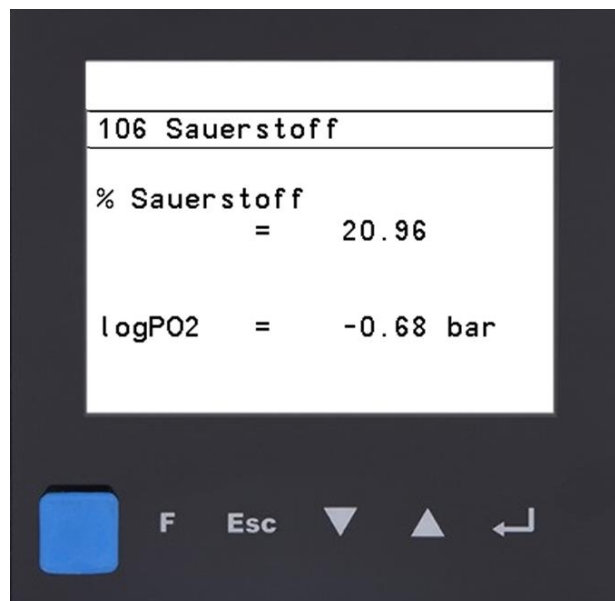 106 Sauerstoff
% Sauerstoff
= 20.96
logPO2 = -0.68 bar
F Esc